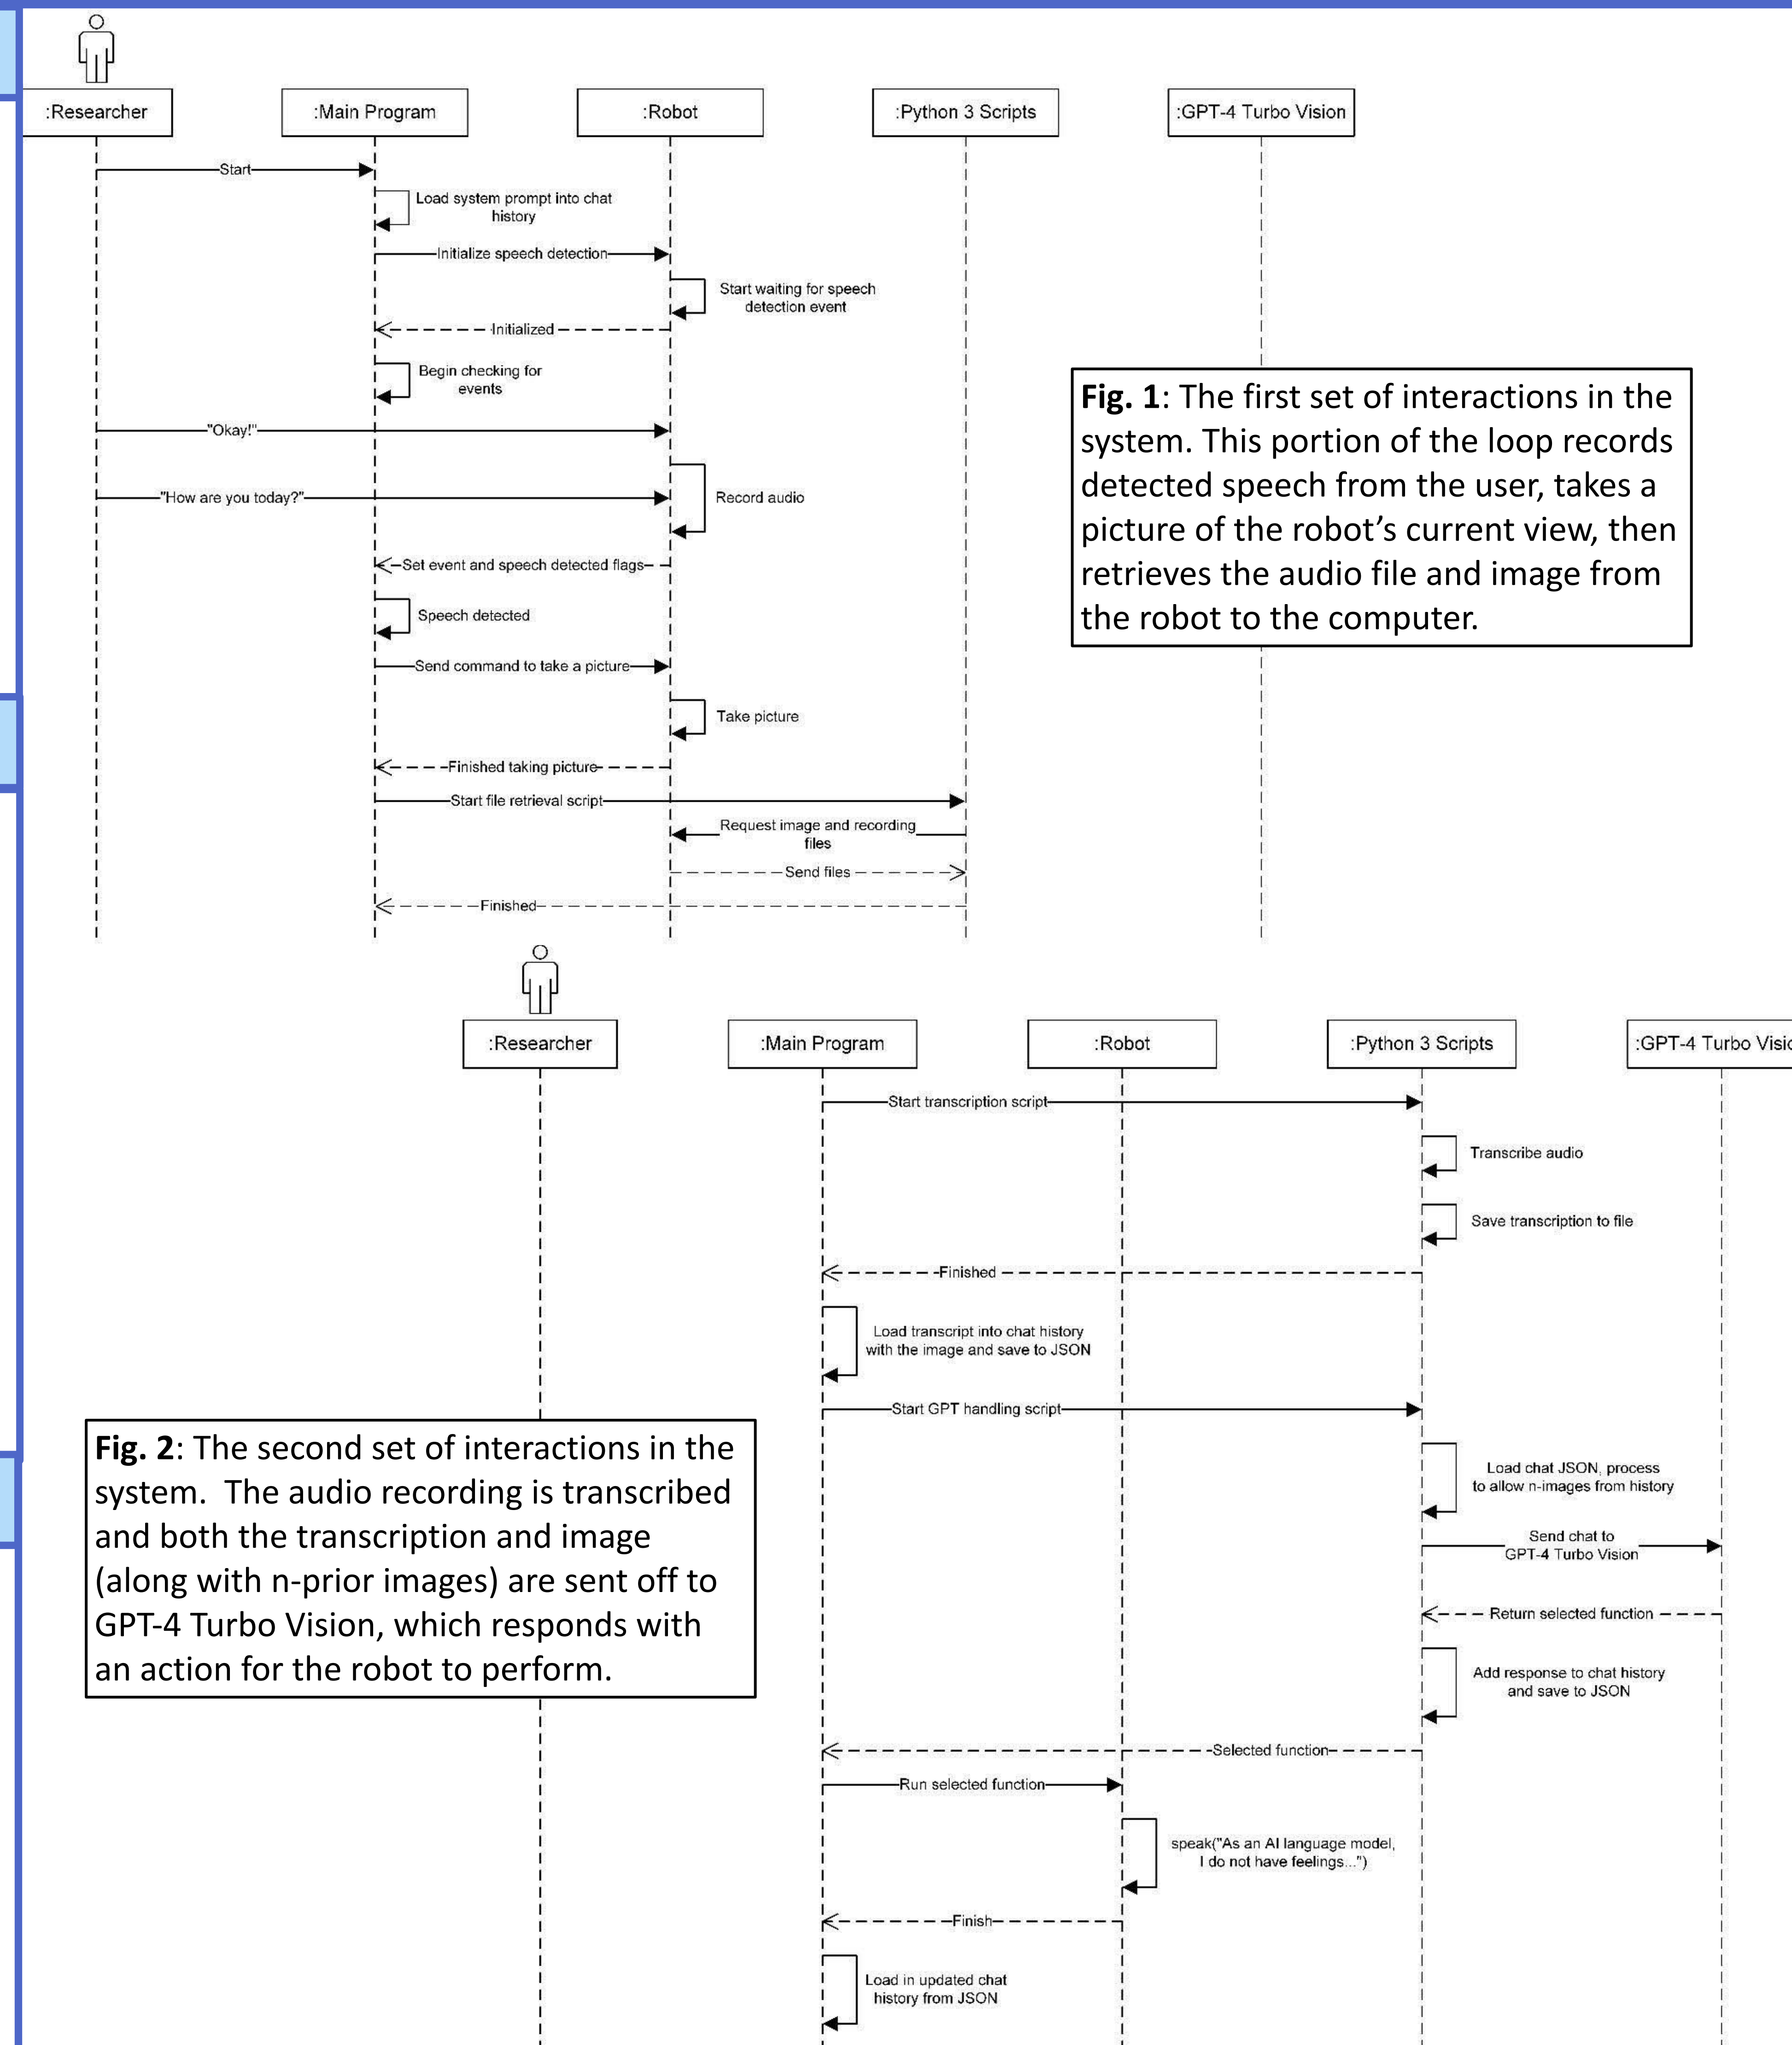 :Researcher
:Main Program
:Robot
:Python 3 Scripts
:GPT-4 Turbo Vision
Start
Load system prompt into chat
history
Initialize speech detection
Start waiting for speech
detection event
Initialized
Begin checking for
events
"Okay!"
"How are you today?"
Record audio
Set event and speech detected flags
Speech detected
Send command to take a picture
Take picture
Finished taking picture
Start file retrieval script
Request image and recording
files
Send files
Finished
Fig. 1: The first set of interactions in the
system. This portion of the loop records
detected speech from the user, takes a
picture of the robot's current view, then
retrieves the audio file and image from
the robot to the computer.
:Researcher
:Main Program
:Robot
:Python 3 Scripts
:GPT-4 Turbo
Start transcription script
Transcribe audio
Save transcription to file
Finished
Load transcript into chat history
with the image and save to JSON
Start GPT handling script
Load chat JSON, process
to allow n-images from history
Send chat to
GPT-4 Turbo Vision
Return selected function
Add response to chat history
and save to JSON
Selected function
Run selected function
speak("As an AI language model,
I do not have feelings...")
Finish
Load in updated chat
history from JSON
Fig. 2: The second set of interactions in the
system.  The audio recording is transcribed
and both the transcription and image
(along with n-prior images) are sent off to
GPT-4 Turbo Vision, which responds with
an action for the robot to perform.